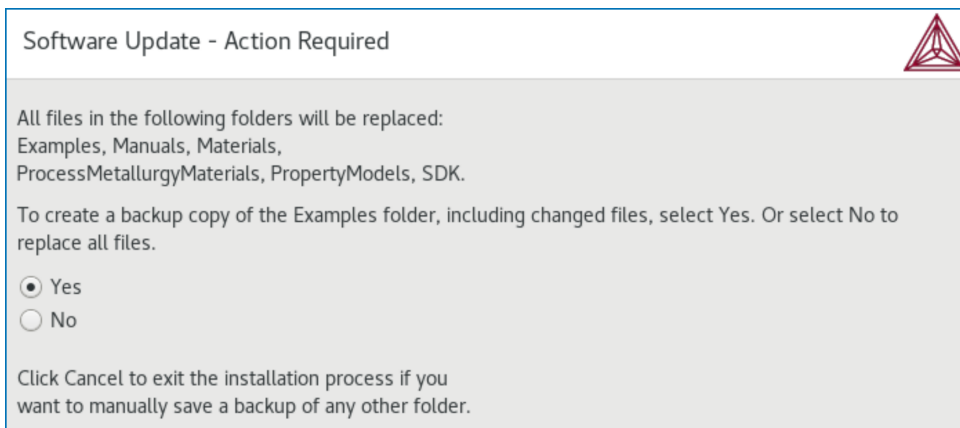 Software Update - Action Required
All files in the following folders will be replaced:
Examples, Manuals, Materials,
ProcessMetallurgyMaterials, PropertyModels, SDK.
To create a backup copy of the Examples folder, including changed files, select Yes. Or select No to
replace all files.
Yes
No
Click Cancel to exit the installation process if you
want to manually save a backup of any other folder.